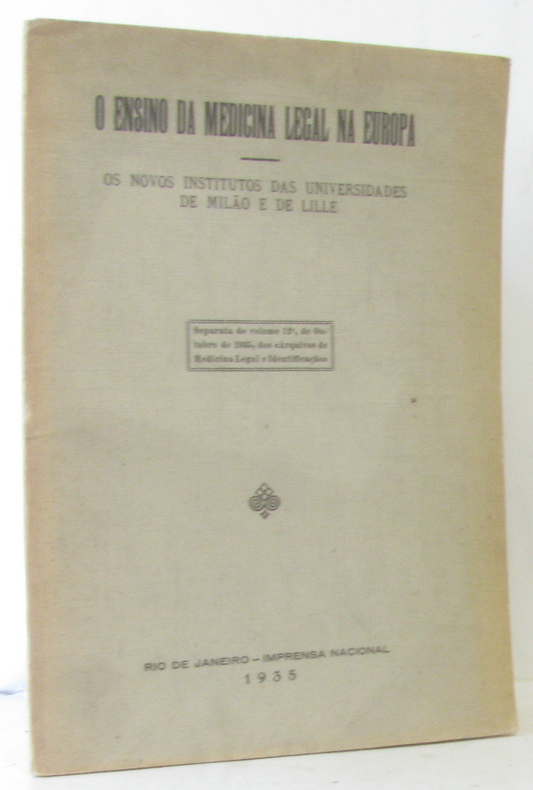 O ENSINO DA MEDICINA LEGAL NA EUROPA
OS NOVOS INSTITUTOS DAS UNIVERSIDADES
DE MILÃO E DE LILLE
Separata do volume 12º, de Ou-
tubro de 1935, dos «Arquivos de
Medicina Legal e Identificação»
RIO DE JANEIRO – IMPRENSA NACIONAL
1935